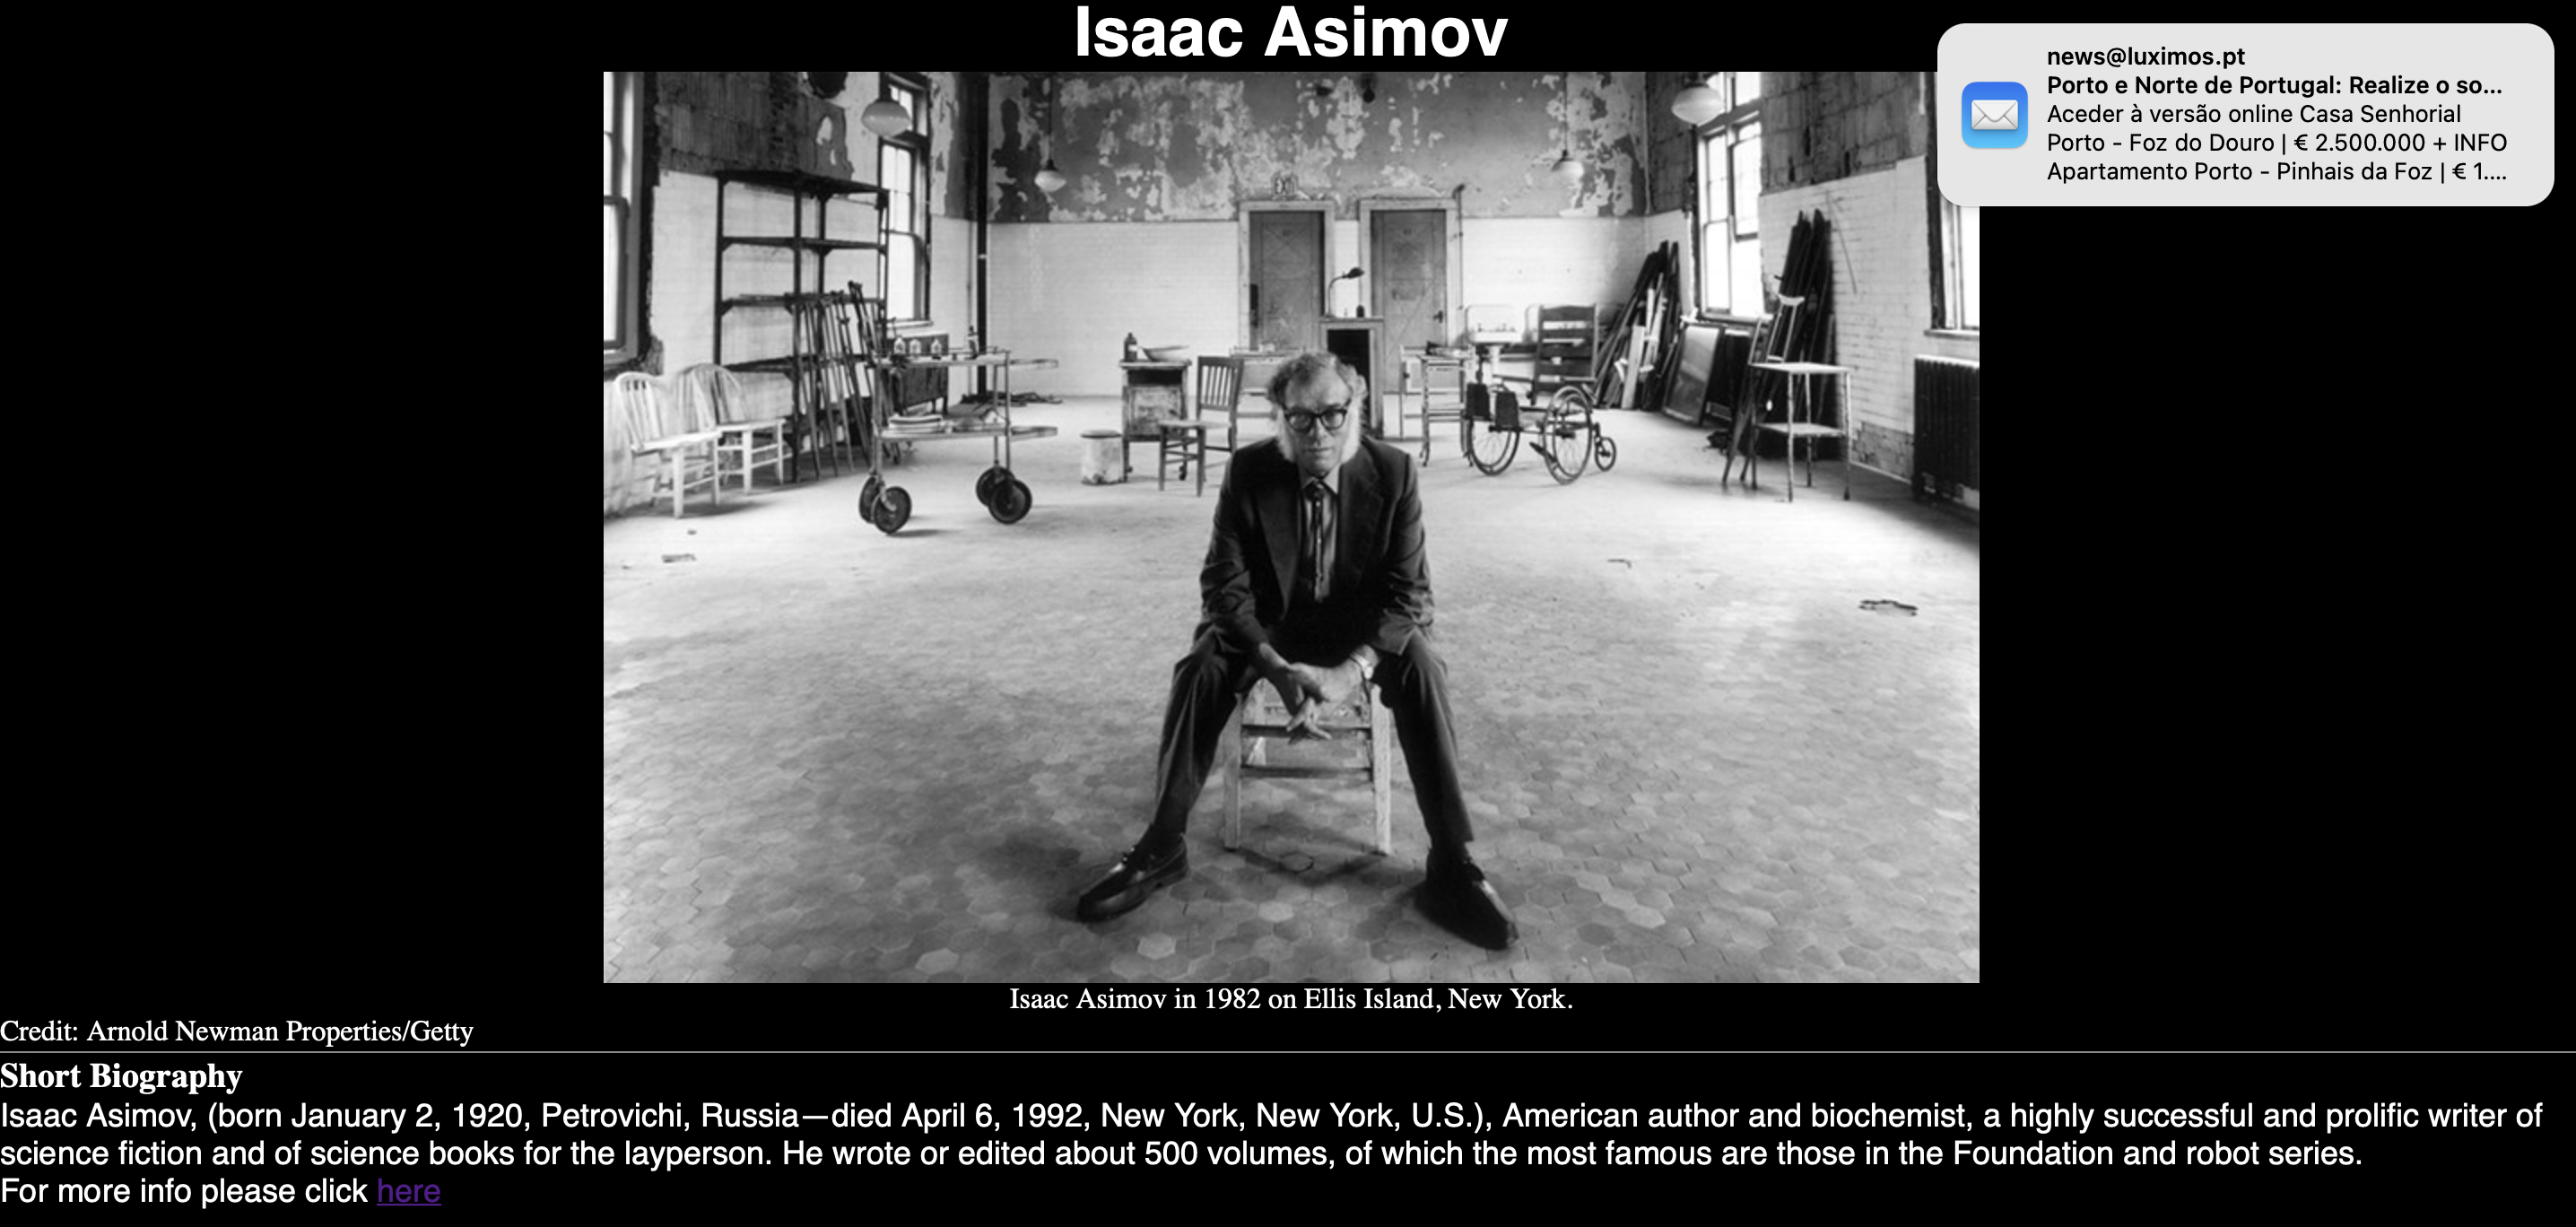 Isaac Asimov
news@luximos.pt
Porto e Norte de Portugal: Realize o so...
Aceder à versão online Casa Senhorial
Porto - Foz do Douro | € 2.500.000 + INFO
Apartamento Porto - Pinhais da Foz | € 1....
Isaac Asimov in 1982 on Ellis Island, New York.
Credit: Arnold Newman Properties/Getty
Short Biography
Isaac Asimov, (born January 2, 1920, Petrovichi, Russia—died April 6, 1992, New York, New York, U.S.), American author and biochemist, a highly successful and prolific writer of
science fiction and of science books for the layperson. He wrote or edited about 500 volumes, of which the most famous are those in the Foundation and robot series.
For more info please click here